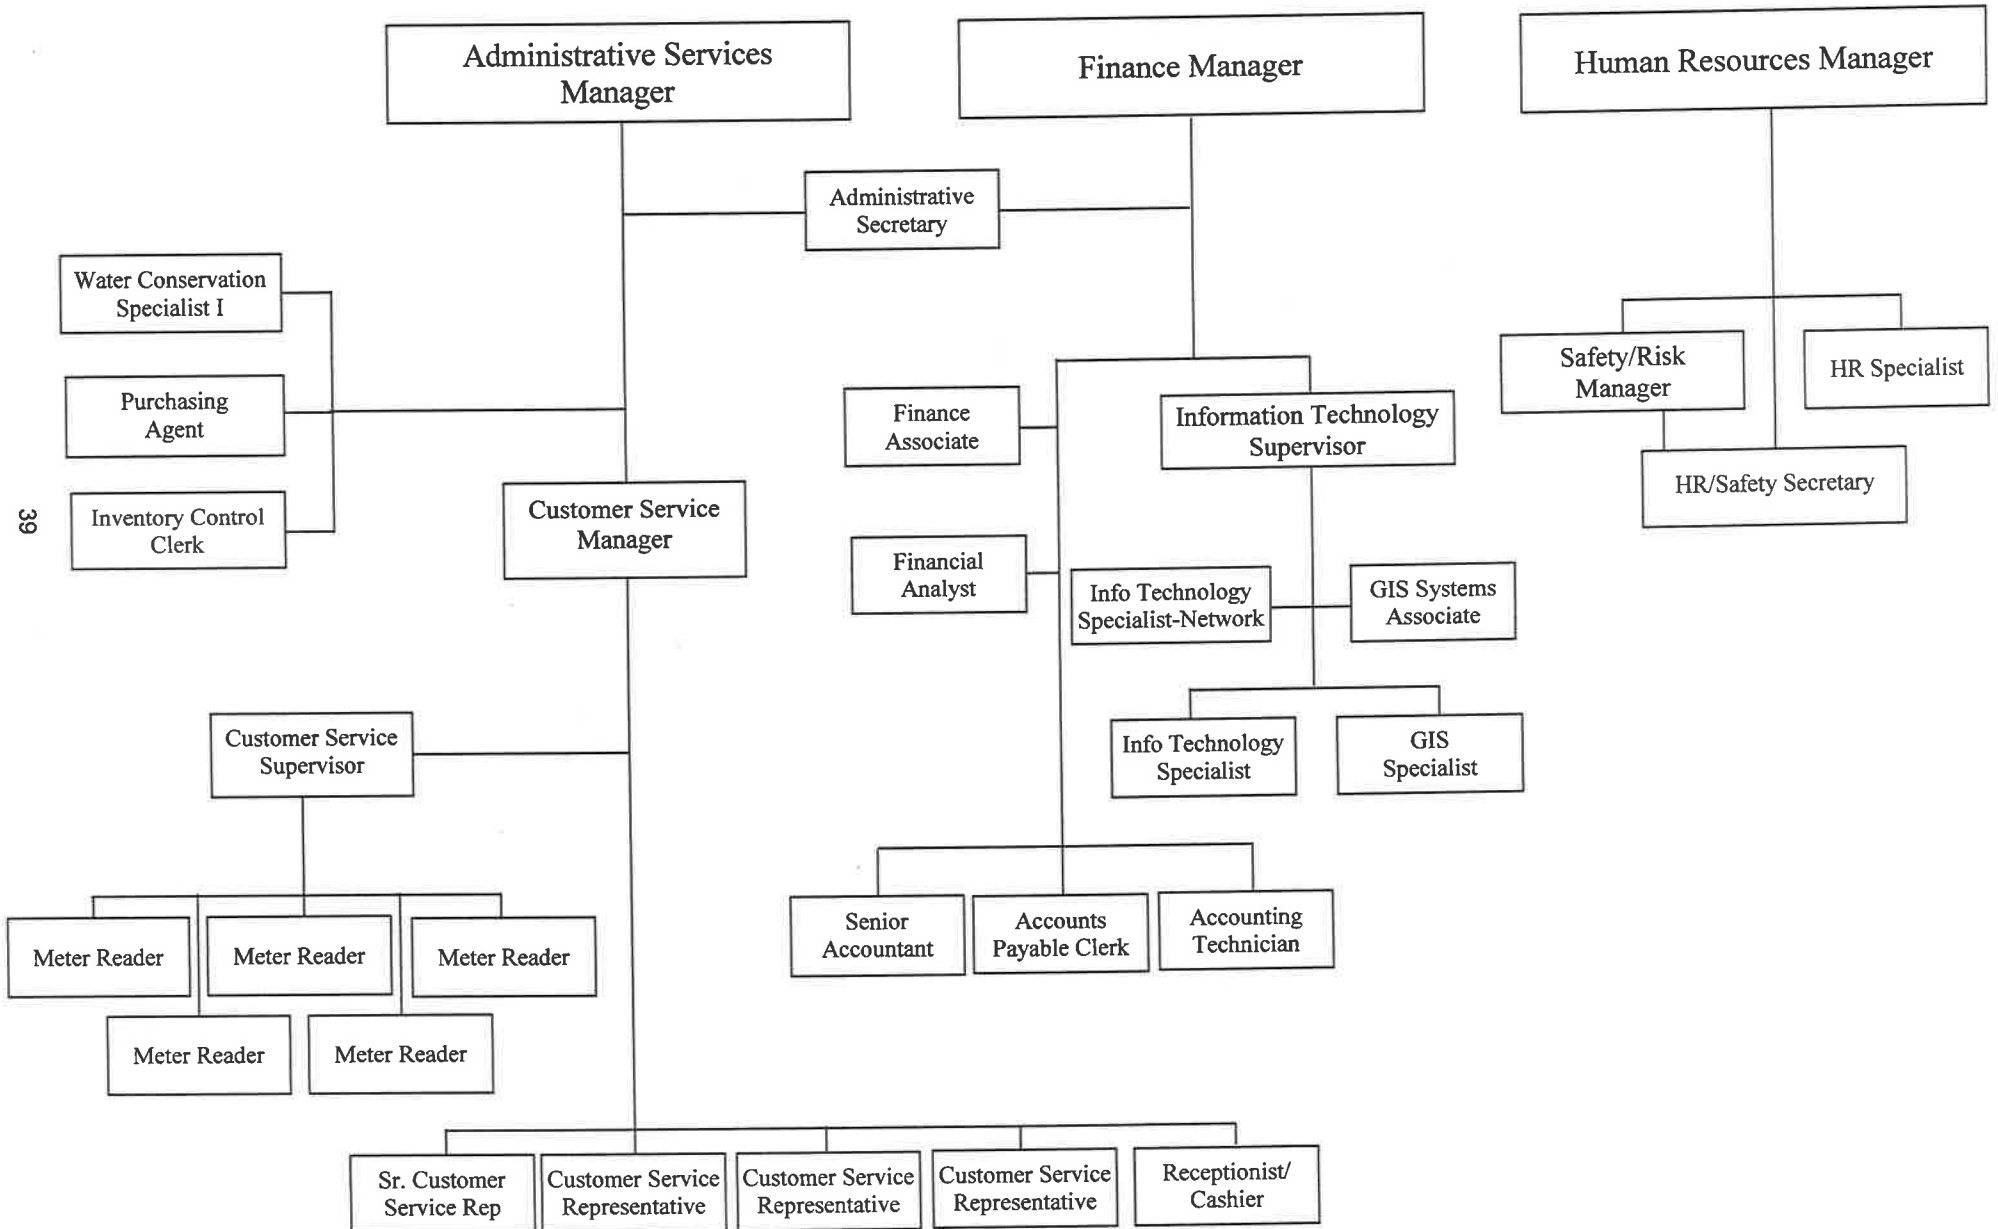 Administrative Services
Manager
Finance Manager
Human Resources Manager
Administrative
Secretary
Water Conservation
Specialist I
Purchasing
Agent
Inventory Control
Clerk
Customer Service
Manager
Finance
Associate
Information Technology
Supervisor
Safety/Risk
Manager
HR Specialist
HR/Safety Secretary
Financial
Analyst
Info Technology
Specialist-Network
GIS Systems
Associate
Info Technology
Specialist
GIS
Specialist
Customer Service
Supervisor
Senior
Accountant
Accounts
Payable Clerk
Accounting
Technician
Meter Reader
Meter Reader
Meter Reader
Meter Reader
Meter Reader
Sr. Customer
Service Rep
Customer Service
Representative
Customer Service
Representative
Customer Service
Representative
Receptionist/
Cashier
39